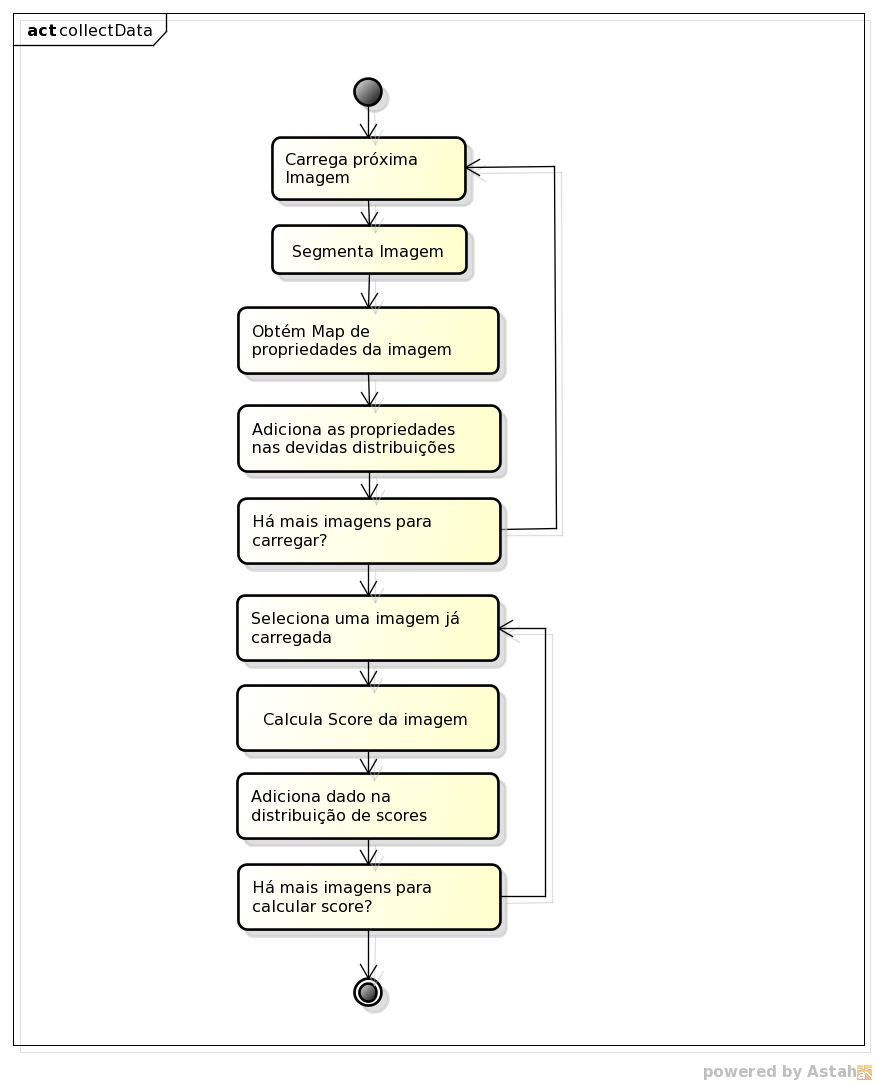 act collectData
Carrega próxima
Imagem
Segmenta Imagem
Obtém Map de
propriedades da imagem
Adiciona as propriedades
nas devidas distribuições
Há mais imagens para
carregar?
Seleciona uma imagem já
carregada
Calcula Score da imagem
Adiciona dado na
distribuição de scores
Há mais imagens para
calcular score?
powered by Astah